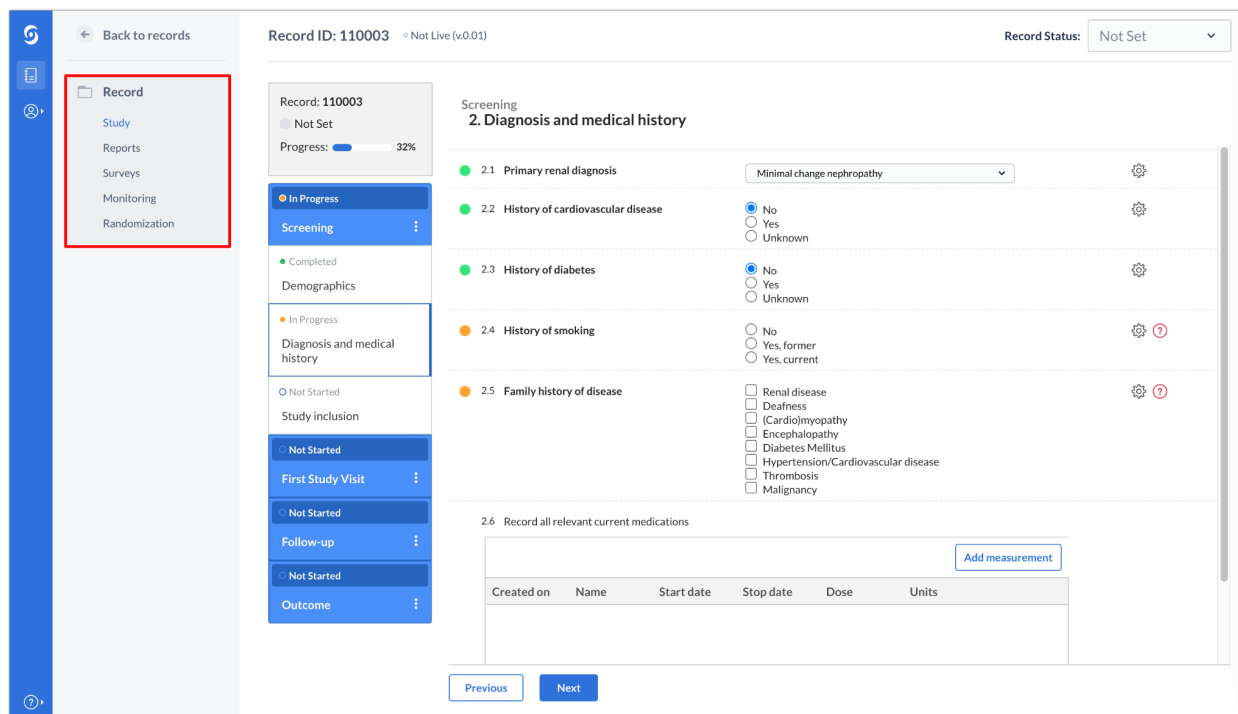 Back to records
Record
Study
Reports
Surveys
Monitoring
Randomization
Record ID: 110003 Not Live (v.0.01)
Record Status: Not Set
Record: 110003
Not Set
Progress: 32%
In Progress
Screening
Completed
Demographics
In Progress
Diagnosis and medical
history
Not Started
Study inclusion
Not Started
First Study Visit
Not Started
Follow-up
Not Started
Outcome
Screening
2. Diagnosis and medical history
2.1 Primary renal diagnosis Minimal change nephropathy
2.2 History of cardiovascular disease No
Yes
Unknown
2.3 History of diabetes No
Yes
Unknown
2.4 History of smoking No
Yes, former
Yes, current
2.5 Family history of disease Renal disease
Deafness
(Cardio)myopathy
Encephalopathy
Diabetes Mellitus
Hypertension/Cardiovascular disease
Thrombosis
Malignancy
2.6 Record all relevant current medications
Add measurement
Created on Name Start date Stop date Dose Units
Previous Next